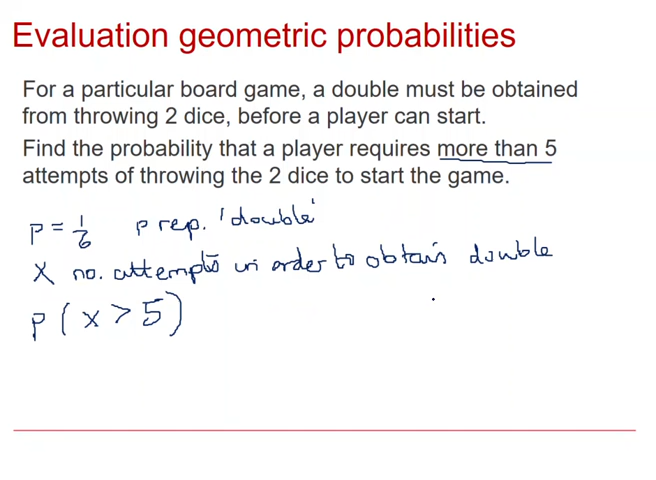 Evaluation geometric probabilities
For a particular board game, a double must be obtained
from throwing 2 dice, before a player can start.
Find the probability that a player requires more than 5
attempts of throwing the 2 dice to start the game.
p = 1/6 p rep. 'double'
X no. attempts in order to obtain double
p ( x > 5 )